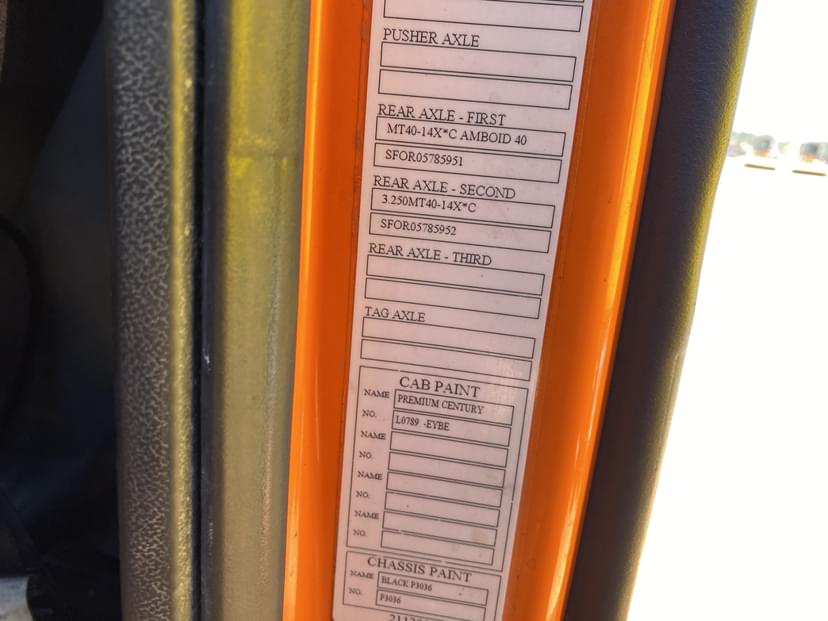 PUSHER AXLE
REAR AXLE - FIRST
MT40-14X*C AMBOID 40
SFOR05785951
REAR AXLE - SECOND
3.250MT40-14X*C
SFOR05785952
REAR AXLE - THIRD
TAG AXLE
CAB PAINT
NAME PREMIUM CENTURY
NO. L0789 -EYBE
NAME
NO.
NAME
NO.
NAME
NO.
CHASSIS PAINT
NAME BLACK P3036
NO. P3036